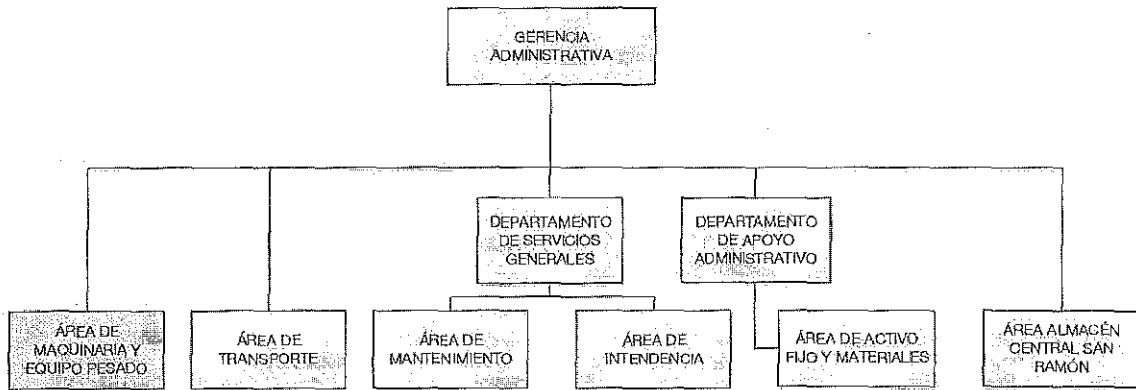 GERENCIA
ADMINISTRATIVA
DEPARTAMENTO
DE SERVICIOS
GENERALES
DEPARTAMENTO
DE APOYO
ADMINISTRATIVO
ÁREA DE
MAQUINARIA Y
EQUIPO PESADO
ÁREA DE
TRANSPORTE
ÁREA DE
MANTENIMIENTO
ÁREA DE
INTENDENCIA
ÁREA DE ACTIVO
FIJO Y MATERIALES
ÁREA ALMACÉN
CENTRAL SAN
RAMÓN